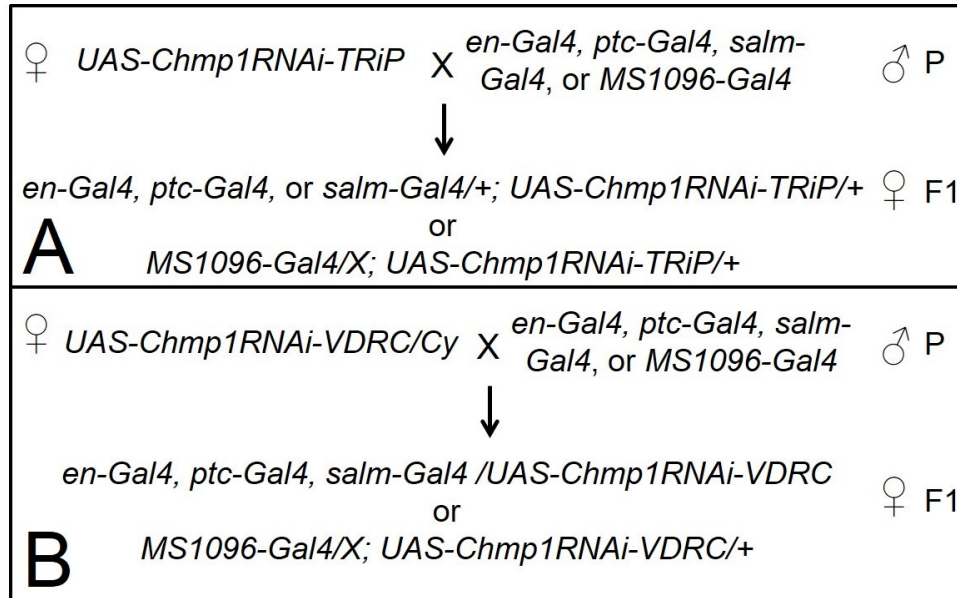 ♀ UAS-Chmp1RNAi-TRiP X en-Gal4, ptc-Gal4, salm-
Gal4, or MS1096-Gal4 ♂ P
en-Gal4, ptc-Gal4, or salm-Gal4/+; UAS-Chmp1RNAi-TRiP/+ ♀ F1
or
MS1096-Gal4/X; UAS-Chmp1RNAi-TRiP/+
A
♀ UAS-Chmp1RNAi-VDRC/Cy X en-Gal4, ptc-Gal4, salm-
Gal4, or MS1096-Gal4 ♂ P
en-Gal4, ptc-Gal4, salm-Gal4 /UAS-Chmp1RNAi-VDRC ♀ F1
or
MS1096-Gal4/X; UAS-Chmp1RNAi-VDRC/+
B